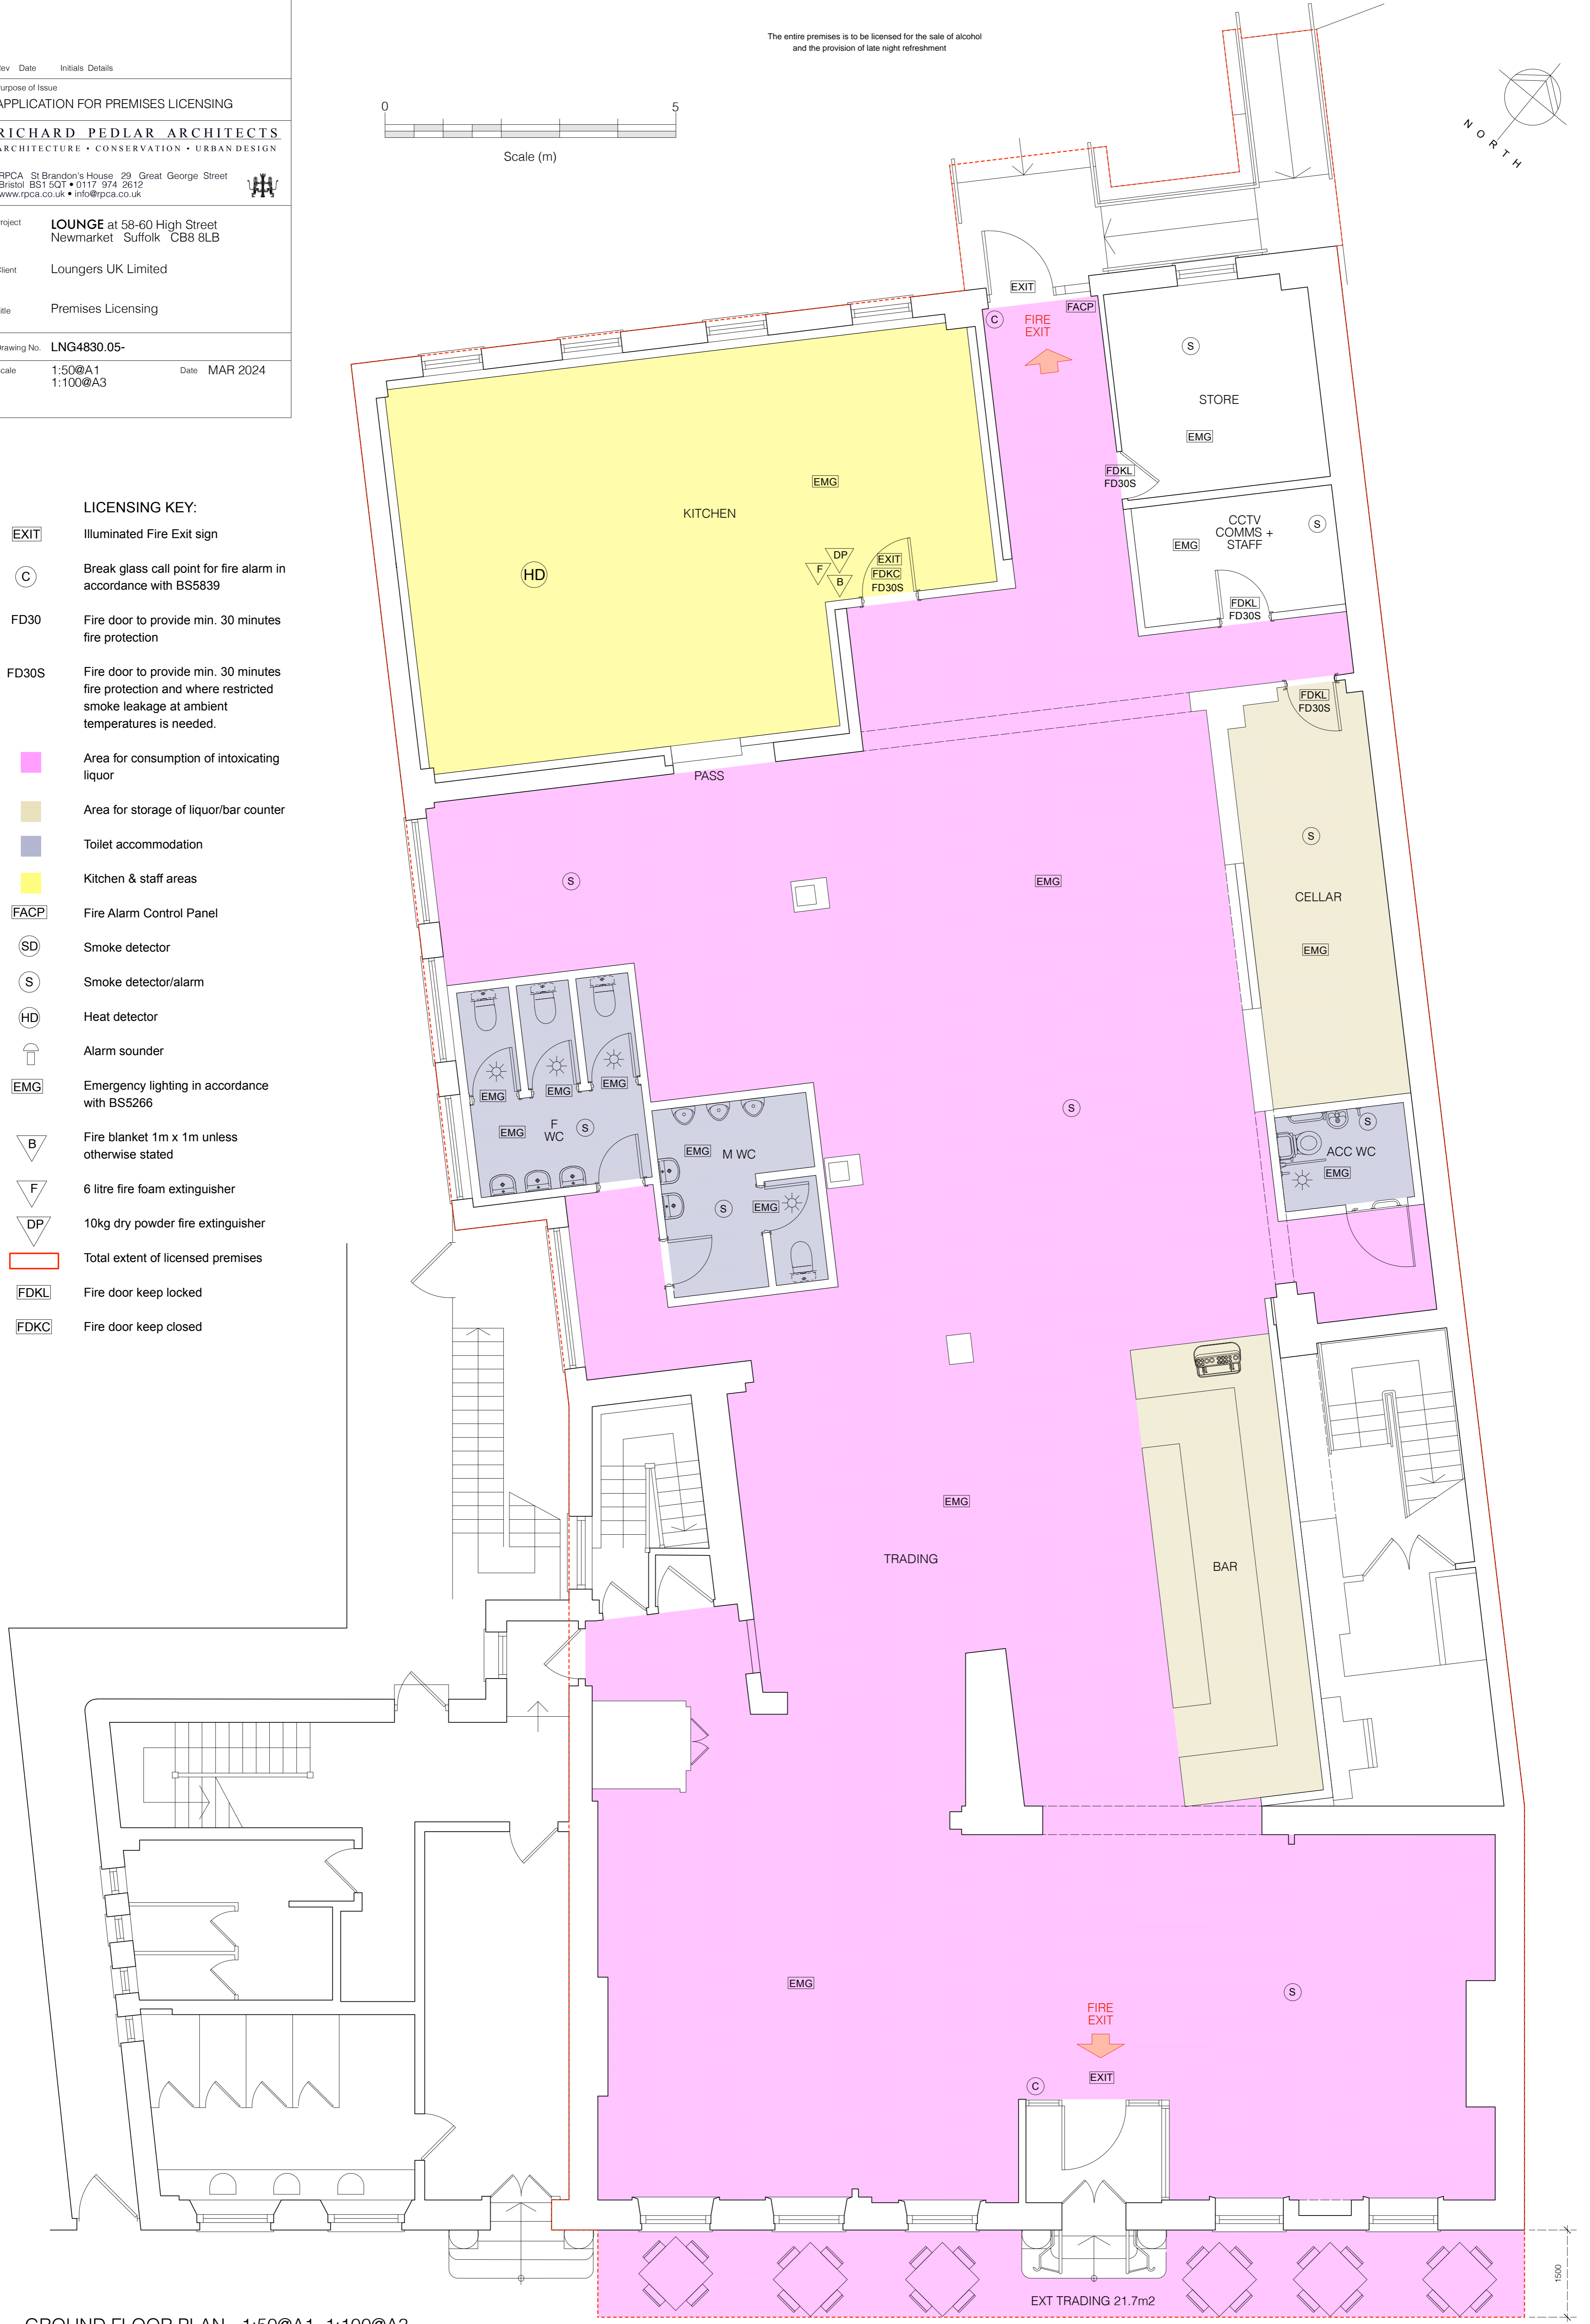 The entire premises is to be licensed for the sale of alcohol
and the provision of late night refreshment
Date Initials Details
APPLICATION FOR PREMISES LICENSING
RICHARD PEDLAR ARCHITECTS
ARCHITECTURE • CONSERVATION • URBAN DESIGN
RPCA St Brandon's House 29 Great George Street
Bristol BS1 5QT • 0117 974 2612
www.rpca.co.uk • info@rpca.co.uk
LOUNGE at 58-60 High Street
Newmarket Suffolk CB8 8LB
Loungers UK Limited
Premises Licensing
LNG4830.05-
1:50@A1
1:100@A3
Date MAR 2024
0 5
Scale (m)
NORTH
LICENSING KEY:
EXIT Illuminated Fire Exit sign
C Break glass call point for fire alarm in
accordance with BS5839
FD30 Fire door to provide min. 30 minutes
fire protection
FD30S Fire door to provide min. 30 minutes
fire protection and where restricted
smoke leakage at ambient
temperatures is needed.
Area for consumption of intoxicating
liquor
Area for storage of liquor/bar counter
Toilet accommodation
Kitchen & staff areas
FACP Fire Alarm Control Panel
SD Smoke detector
S Smoke detector/alarm
HD Heat detector
Alarm sounder
EMG Emergency lighting in accordance
with BS5266
B Fire blanket 1m x 1m unless
otherwise stated
F 6 litre fire foam extinguisher
DP 10kg dry powder fire extinguisher
Total extent of licensed premises
FDKL Fire door keep locked
FDKC Fire door keep closed
EXIT
FACP
C
FIRE
EXIT
S
STORE
EMG
FDKL
FD30S
EMG
KITCHEN
HD
DP
F
B
EXIT
FDKC
FD30S
CCTV
COMMS +
STAFF
S
EMG
FDKL
FD30S
FDKL
FD30S
PASS
S
EMG
S
CELLAR
EMG
EMG
EMG
EMG
EMG
F
WC
S
EMG
M WC
S
EMG
S
S
ACC WC
EMG
EMG
TRADING
BAR
EMG
S
FIRE
EXIT
EXIT
C
EXT TRADING 21.7m2
1500